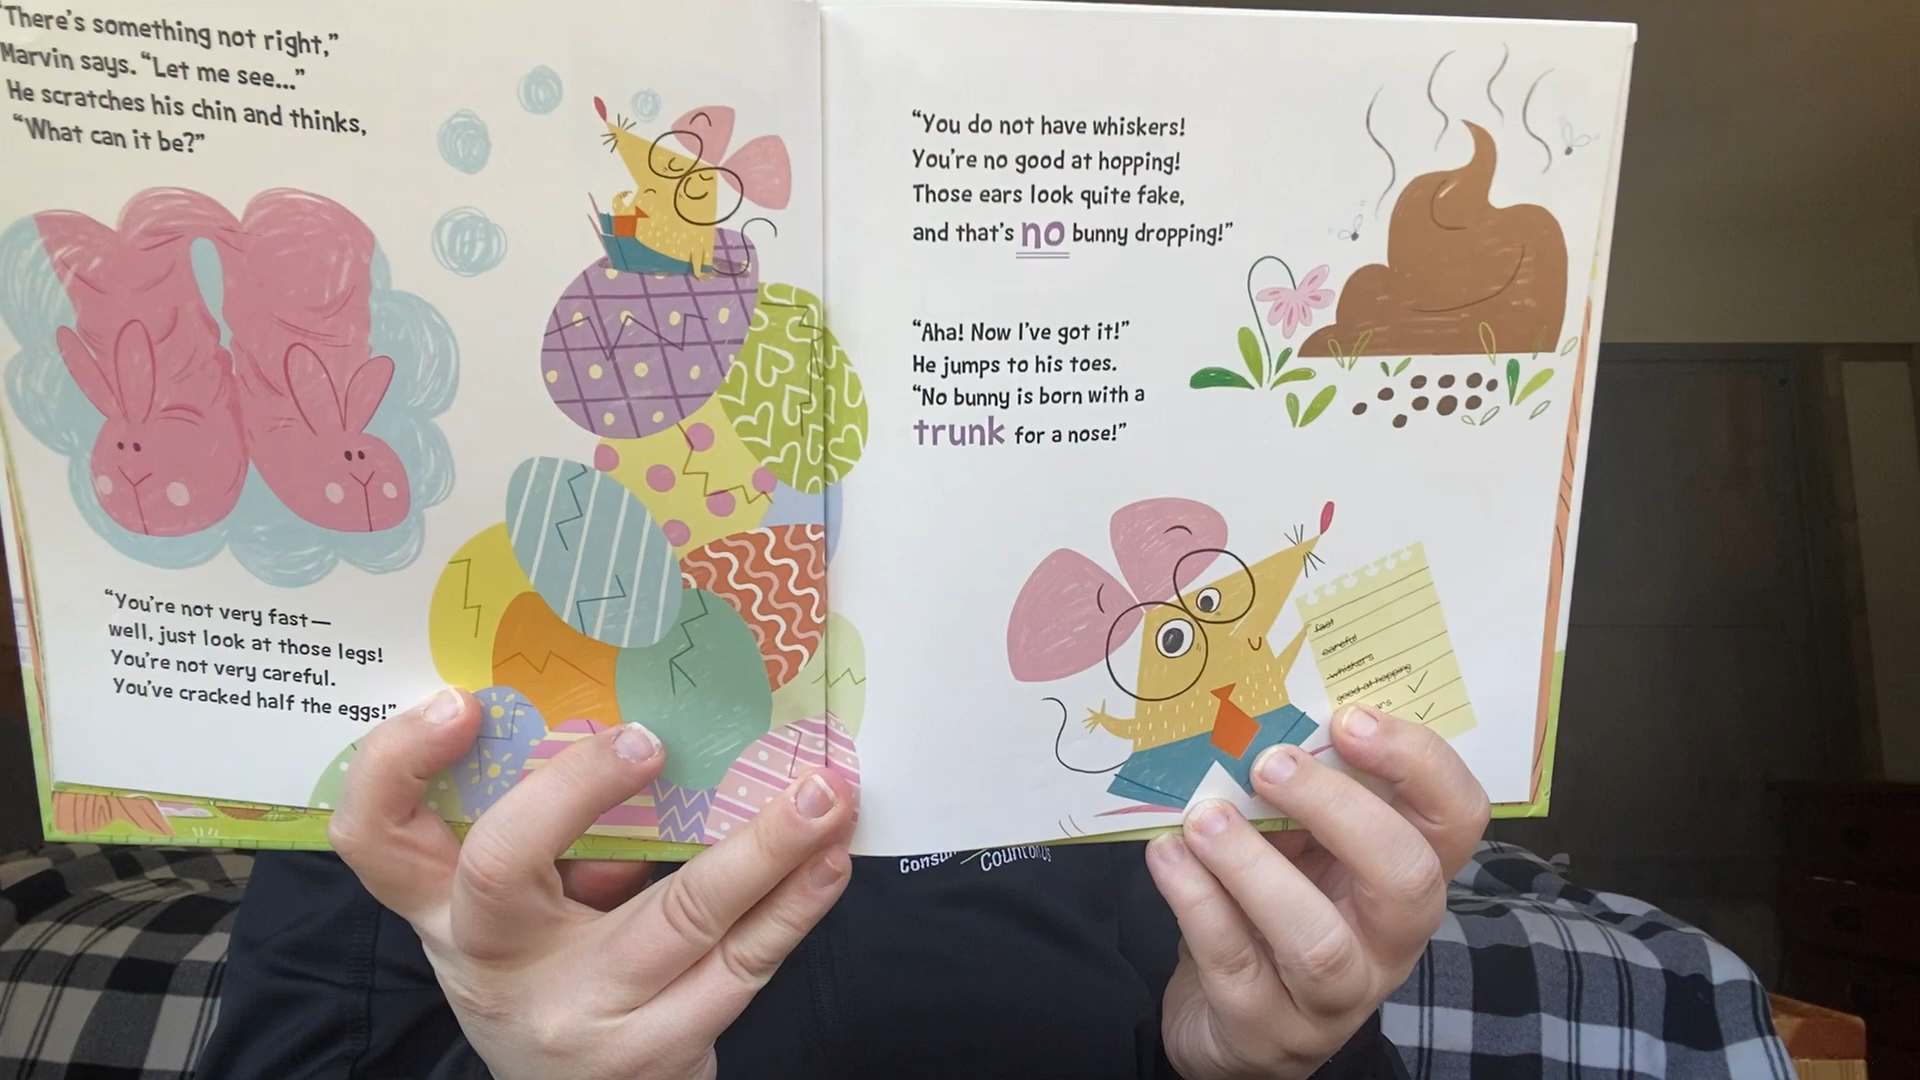 "There's something not right,"
Marvin says. "Let me see..."
He scratches his chin and thinks,
"What can it be?"
"You're not very fast—
well, just look at those legs!
You're not very careful.
You've cracked half the eggs!"
"You do not have whiskers!
You're no good at hopping!
Those ears look quite fake,
and that's no bunny dropping!"
"Aha! Now I've got it!"
He jumps to his toes.
"No bunny is born with a
trunk for a nose!"
fast
careful
whiskers
good at hopping